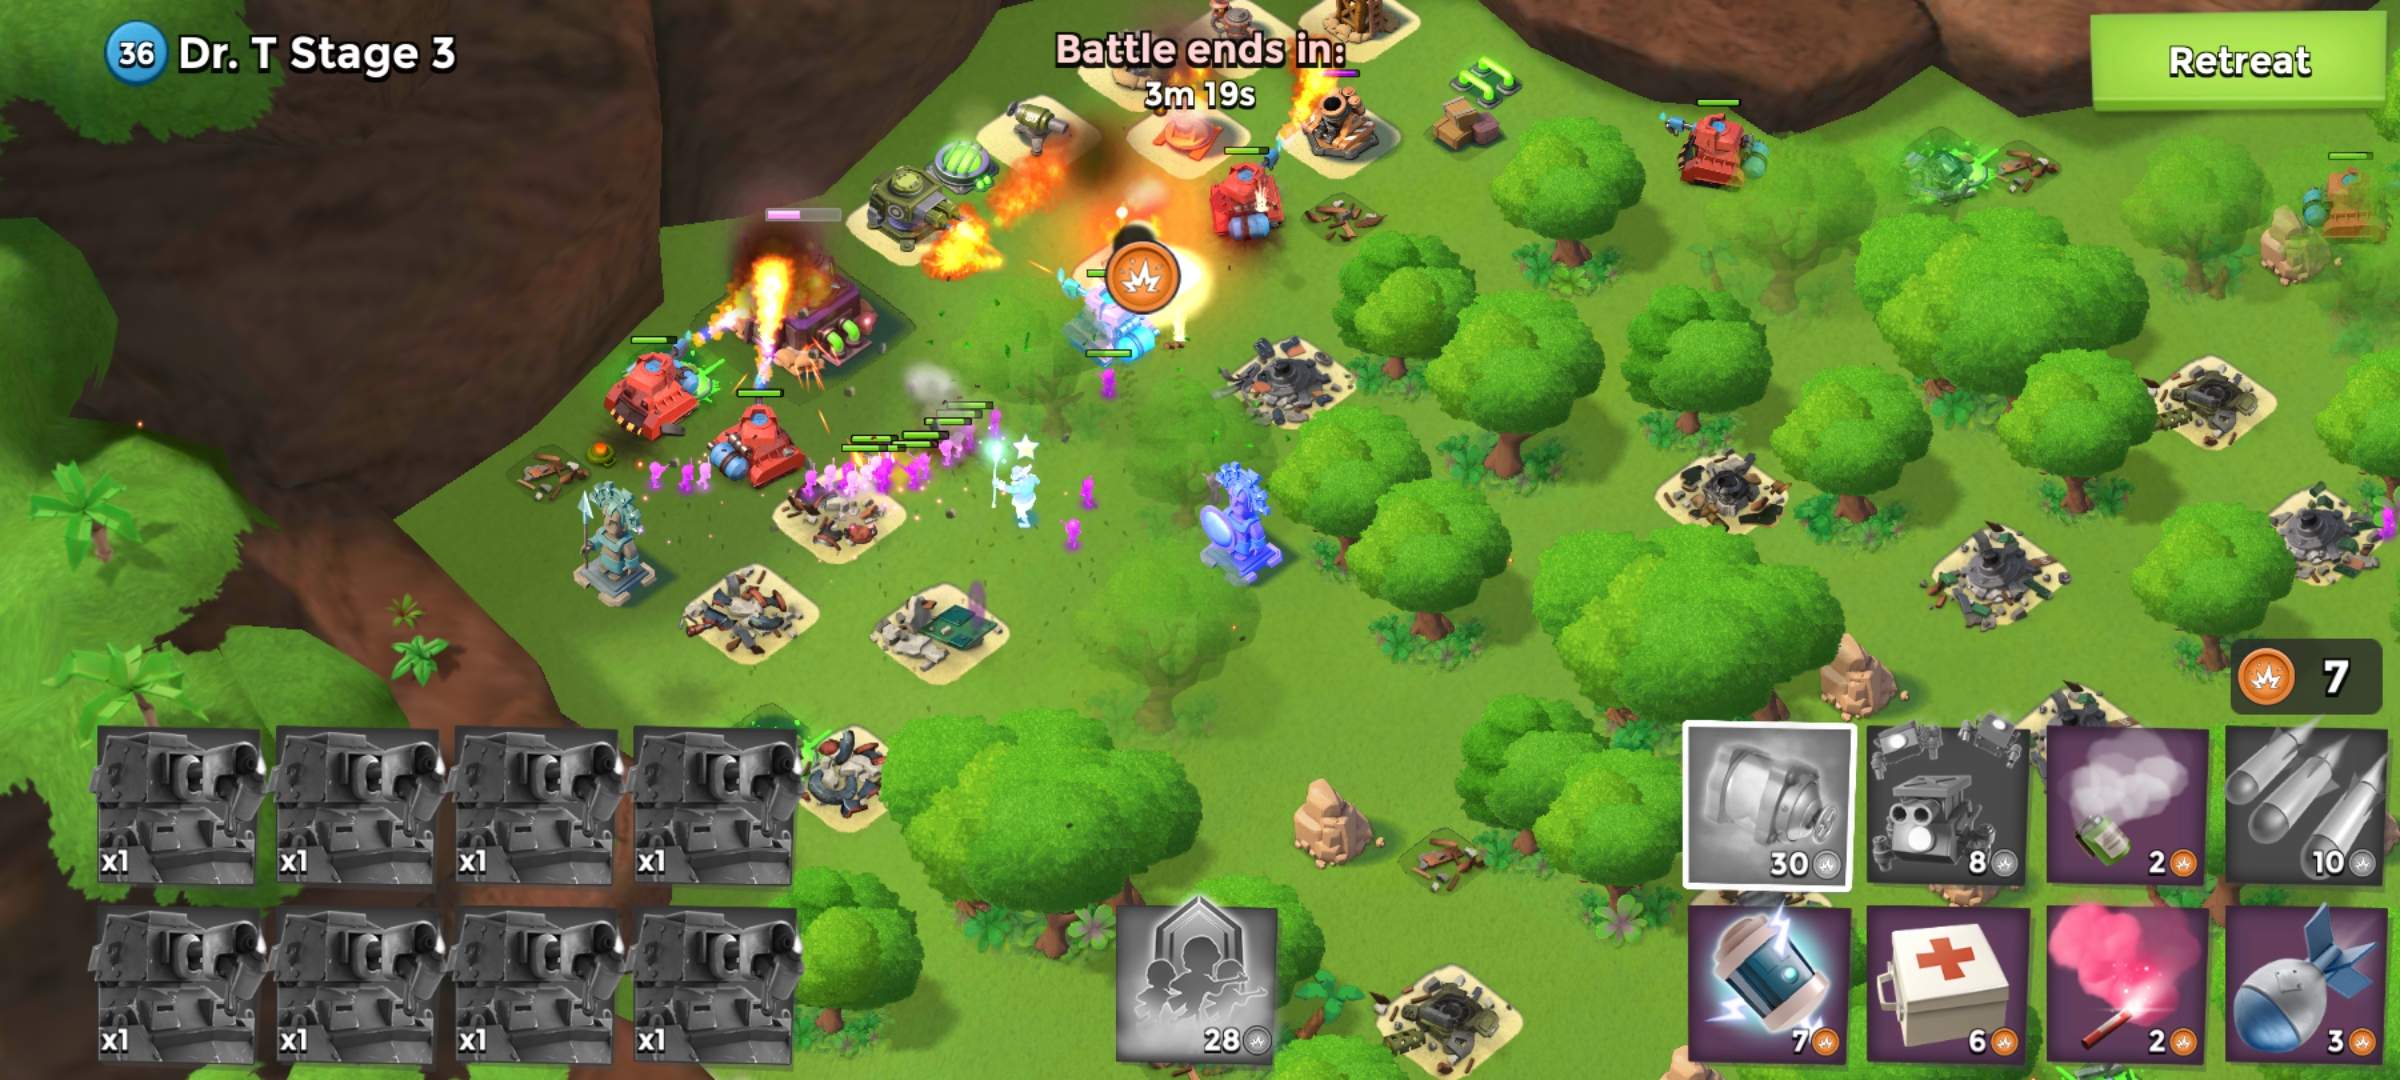 36 Dr. T Stage 3
Battle ends in:
3m 19s
Retreat
7
x1 x1 x1 x1
30 8 2 10
x1 x1 x1 x1
28
7 6 2 3